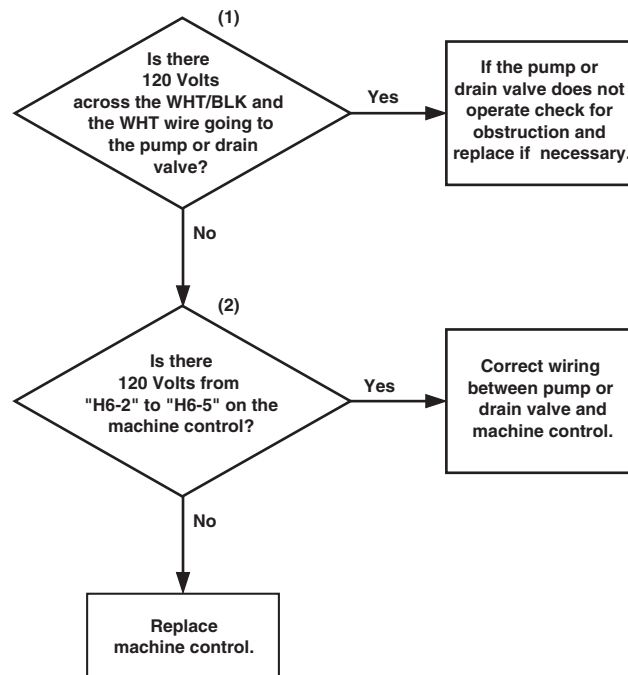 (1)
Is there
120 Volts
across the WHT/BLK and
the WHT wire going to
the pump or drain
valve?
Yes
If the pump or
drain valve does not
operate check for
obstruction and
replace if necessary.
No
(2)
Is there
120 Volts from
"H6-2" to "H6-5" on the
machine control?
Yes
Correct wiring
between pump or
drain valve and
machine control.
No
Replace
machine control.